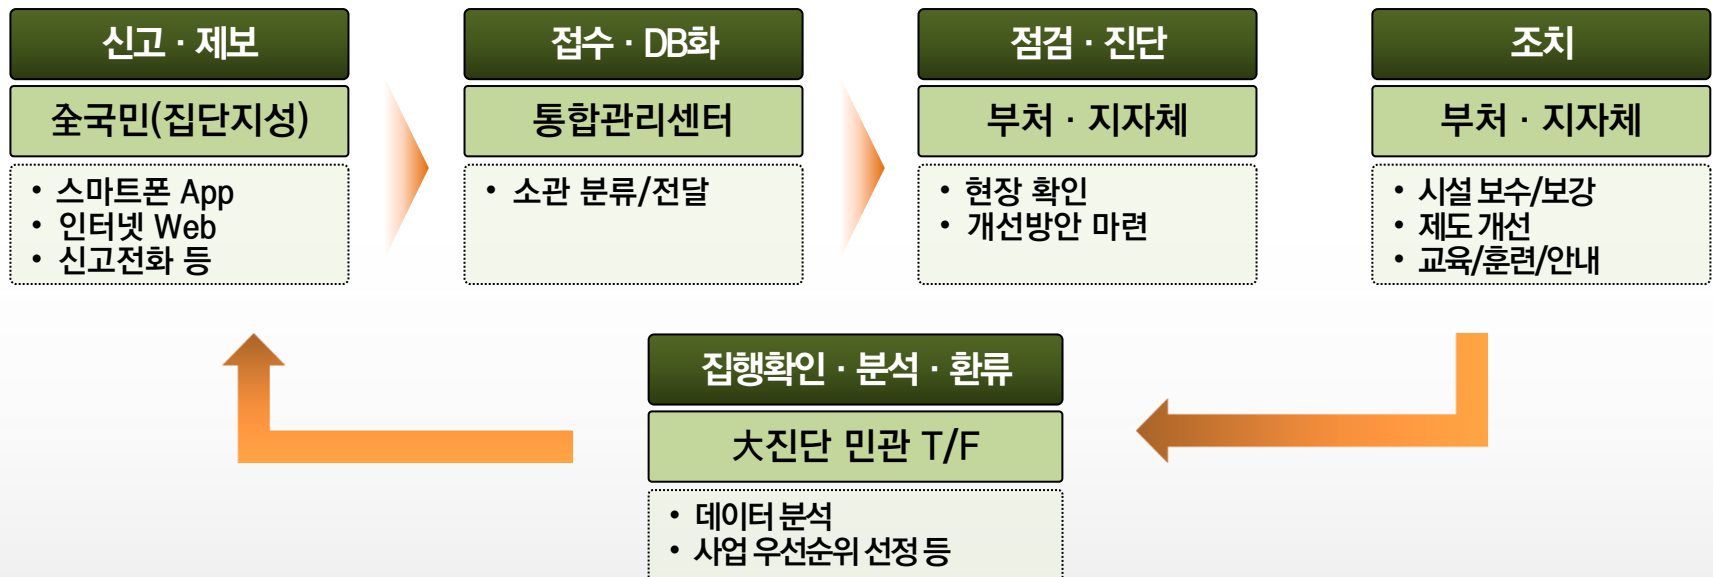 신고 · 제보
全국민(집단지성)
• 스마트폰 App
• 인터넷 Web
• 신고전화 등
접수 · DB화
통합관리센터
• 소관 분류/전달
점검 · 진단
부처 · 지자체
• 현장 확인
• 개선방안 마련
조치
부처 · 지자체
• 시설 보수/보강
• 제도 개선
• 교육/훈련/안내
집행확인 · 분석 · 환류
大진단 민관 T/F
• 데이터 분석
• 사업 우선순위 선정 등